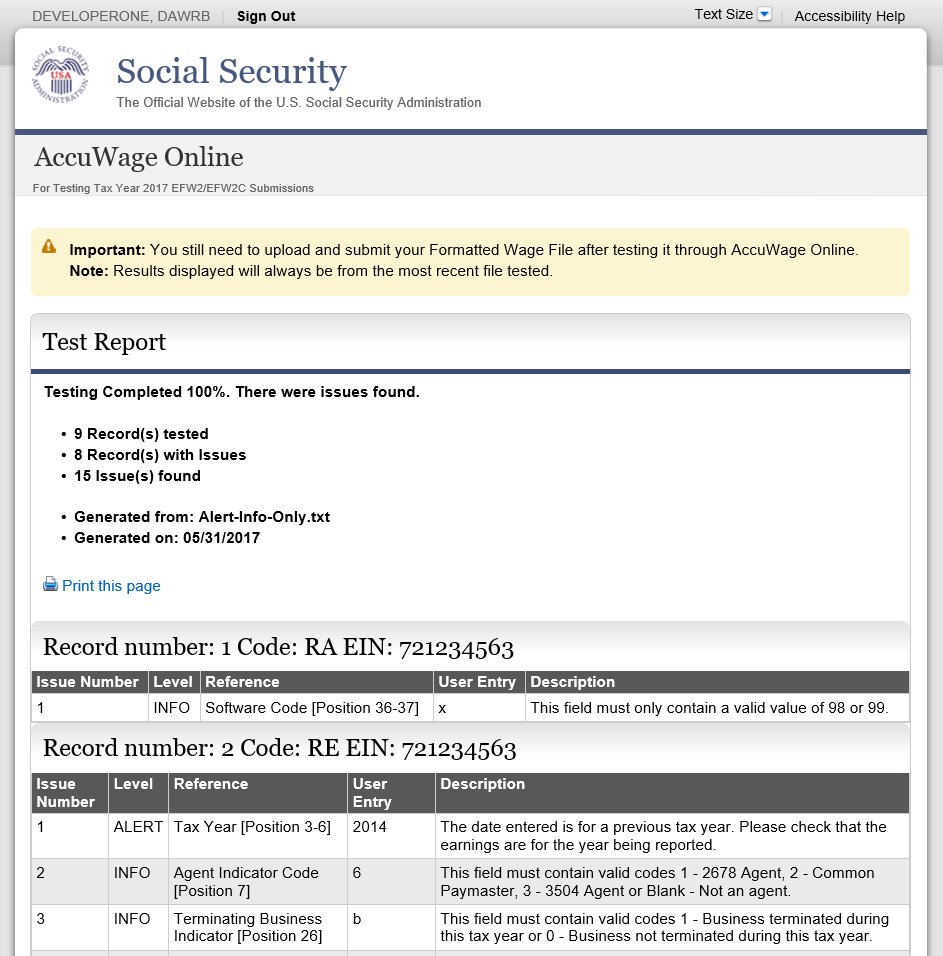 DEVELOPERONE, DAWRB | Sign Out Text Size | Accessibility Help
SOCIAL SECURITY ADMINISTRATION
USA
Social Security
The Official Website of the U.S. Social Security Administration
AccuWage Online
For Testing Tax Year 2017 EFW2/EFW2C Submissions
Important: You still need to upload and submit your Formatted Wage File after testing it through AccuWage Online.
Note: Results displayed will always be from the most recent file tested.
Test Report
Testing Completed 100%. There were issues found.
• 9 Record(s) tested
• 8 Record(s) with Issues
• 15 Issue(s) found
• Generated from: Alert-Info-Only.txt
• Generated on: 05/31/2017
Print this page
Record number: 1 Code: RA EIN: 721234563
Issue Number Level Reference User Entry Description
1 INFO Software Code [Position 36-37] x This field must only contain a valid value of 98 or 99.
Record number: 2 Code: RE EIN: 721234563
Issue Level Reference User Description
Number Entry
1 ALERT Tax Year [Position 3-6] 2014 The date entered is for a previous tax year. Please check that the
earnings are for the year being reported.
2 INFO Agent Indicator Code 6 This field must contain valid codes 1 - 2678 Agent, 2 - Common
[Position 7] Paymaster, 3 - 3504 Agent or Blank - Not an agent.
3 INFO Terminating Business b This field must contain valid codes 1 - Business terminated during
Indicator [Position 26] this tax year or 0 - Business not terminated during this tax year.